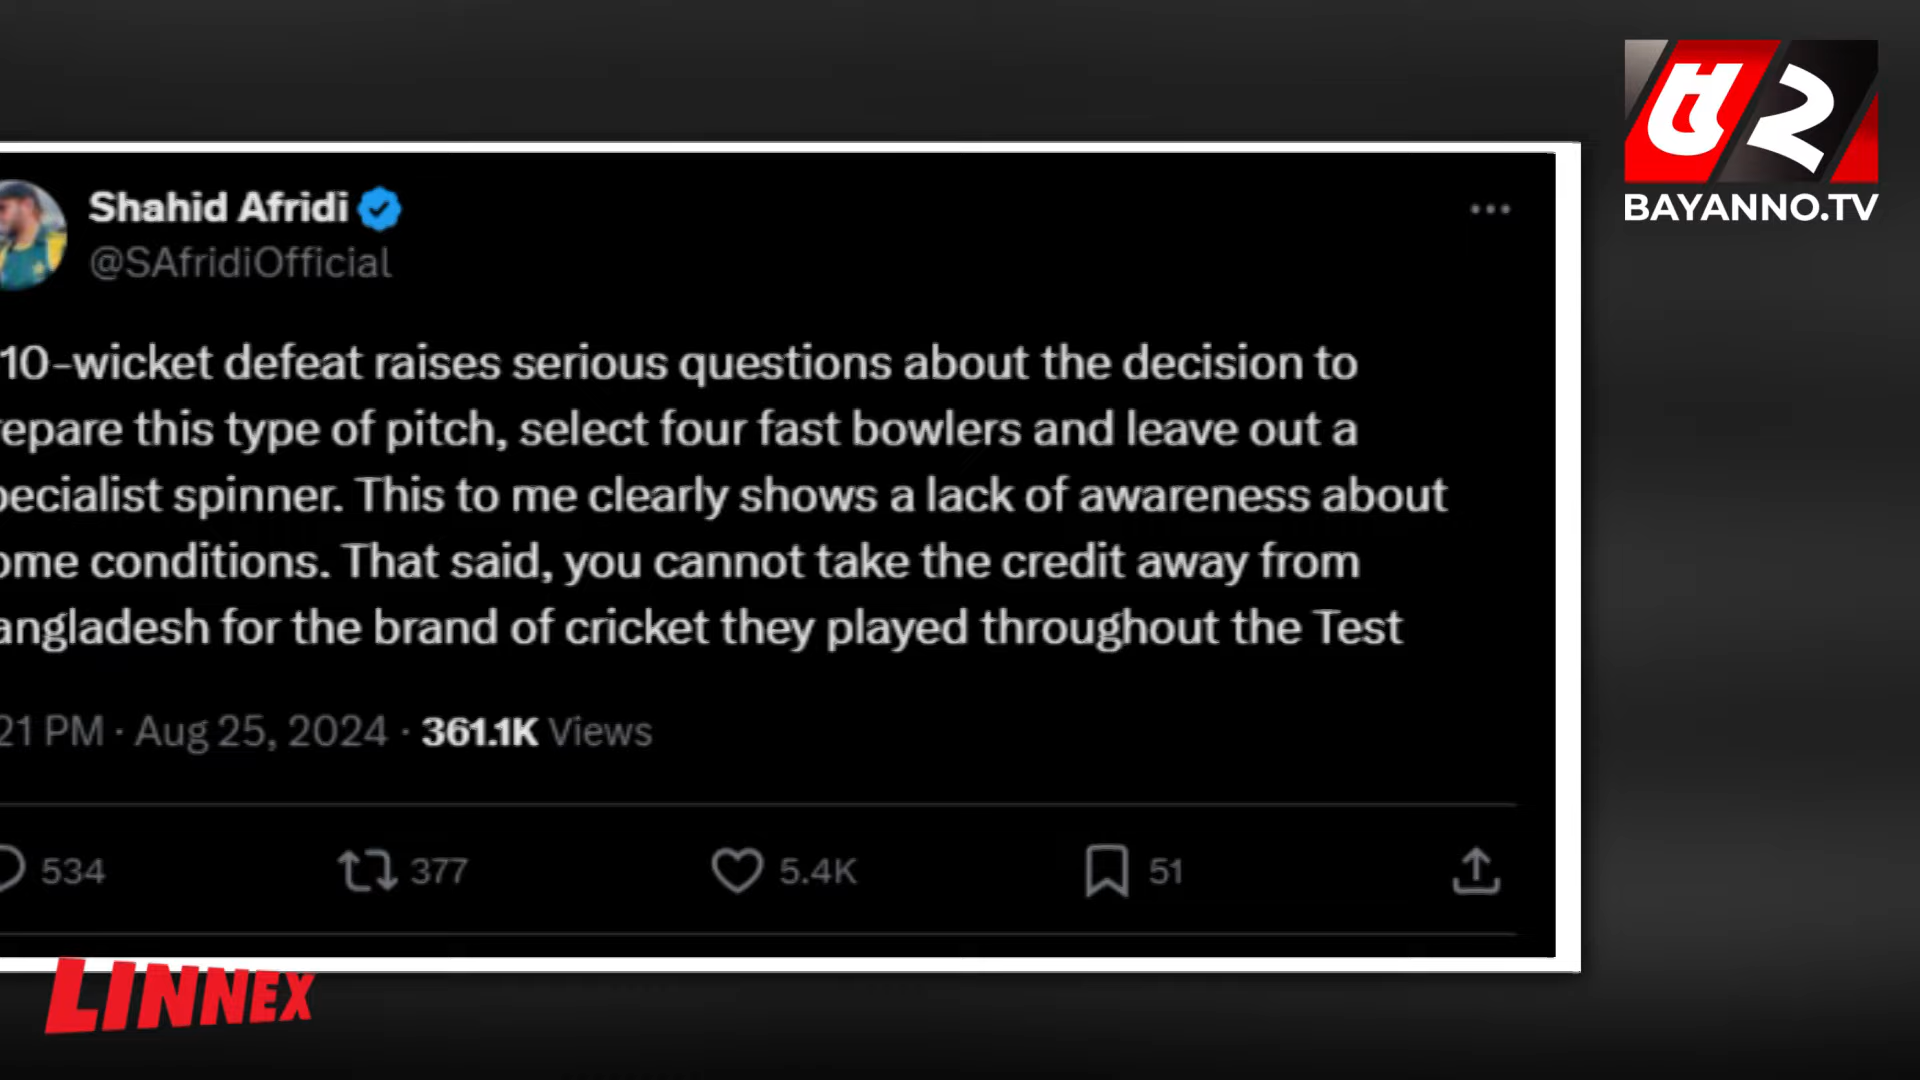 Shahid Afridi
@SAfridiOfficial
10-wicket defeat raises serious questions about the decision to
repare this type of pitch, select four fast bowlers and leave out a
pecialist spinner. This to me clearly shows a lack of awareness about
ome conditions. That said, you cannot take the credit away from
angladesh for the brand of cricket they played throughout the Test
21 PM · Aug 25, 2024 · 361.1K Views
534 377 5.4K 51
৫২
BAYANNO.TV
LINNEX